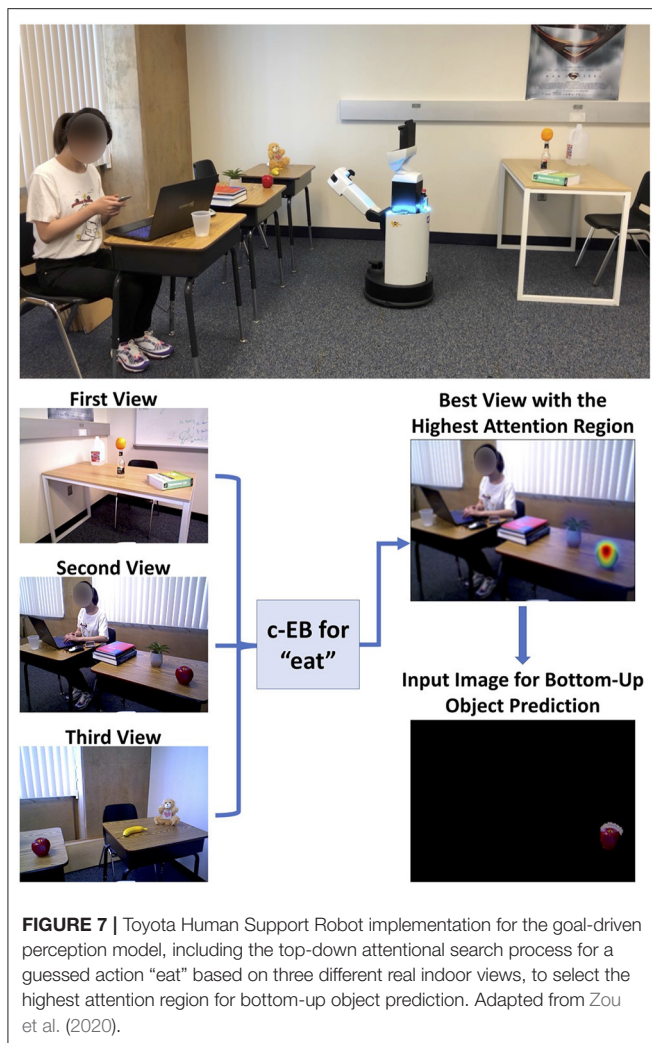 First View
Best View with the
Highest Attention Region
Second View
c-EB for
"eat"
Input Image for Bottom-Up
Object Prediction
Third View
FIGURE 7 | Toyota Human Support Robot implementation for the goal-driven
perception model, including the top-down attentional search process for a
guessed action “eat” based on three different real indoor views, to select the
highest attention region for bottom-up object prediction. Adapted from Zou
et al. (2020).